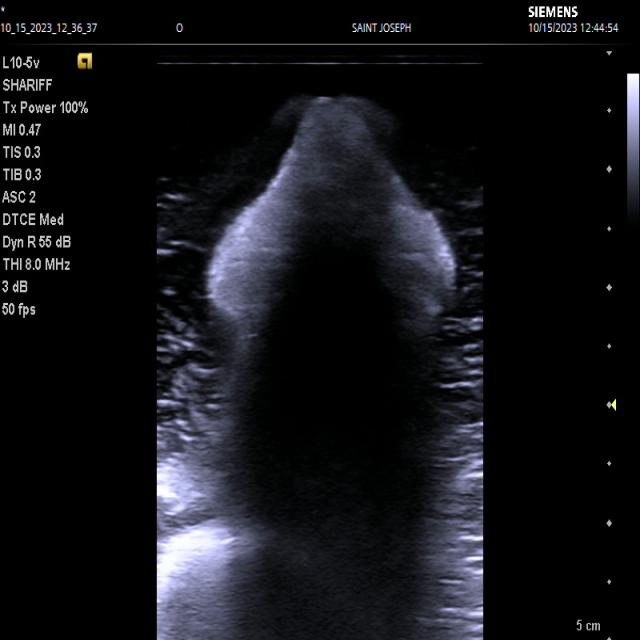 *
SIEMENS
10_15_2023_12_36_37 O SAINT JOSEPH 10/15/2023 12:44:54
L10-5v
SHARIFF
Tx Power 100%
MI 0.47
TIS 0.3
TIB 0.3
ASC 2
DTCE Med
Dyn R 55 dB
THI 8.0 MHz
3 dB
50 fps
5 cm